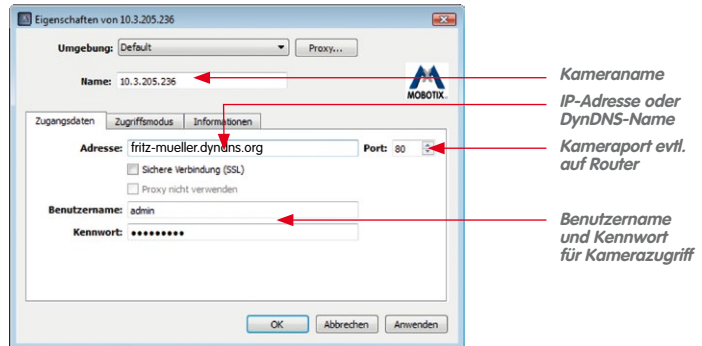 Eigenschaften von 10.3.205.236
Umgebung: Default
Proxy...
Name: 10.3.205.236
MOBOTIX
Zugangsdaten
Zugriffsmodus
Informationen
Adresse: fritz-mueller.dyndns.org
Port: 80
Sichere Verbindung (SSL)
Proxy nicht verwenden
Benutzername: admin
Kennwort: •••••••••
OK
Abbrechen
Anwenden
Kameraname
IP-Adresse oder
DynDNS-Name
Kameraport evtl.
auf Router
Benutzername
und Kennwort
für Kamerazugriff